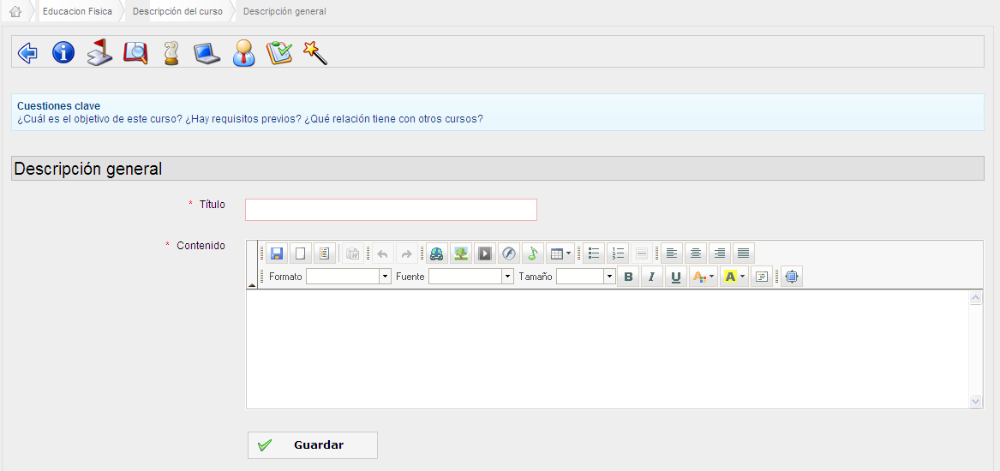 Educacion Fisica Descripción del curso Descripción general
Cuestiones clave
¿Cuál es el objetivo de este curso? ¿Hay requisitos previos? ¿Qué relación tiene con otros cursos?
Descripción general
* Título
* Contenido
Formato Fuente Tamaño B I U A A
Guardar